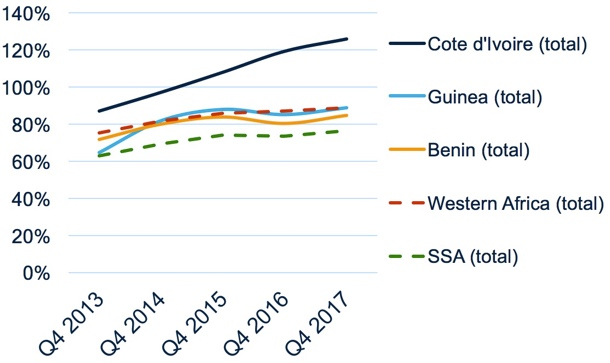 140%
120%
100%
80%
60%
40%
20%
0%
Q4 2013
Q4 2014
Q4 2015
Q4 2016
Q4 2017
Cote d'Ivoire (total)
Guinea (total)
Benin (total)
Western Africa (total)
SSA (total)